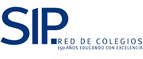 SIP.
RED DE COLEGIOS
150 AÑOS EDUCANDO CON EXCELENCIA